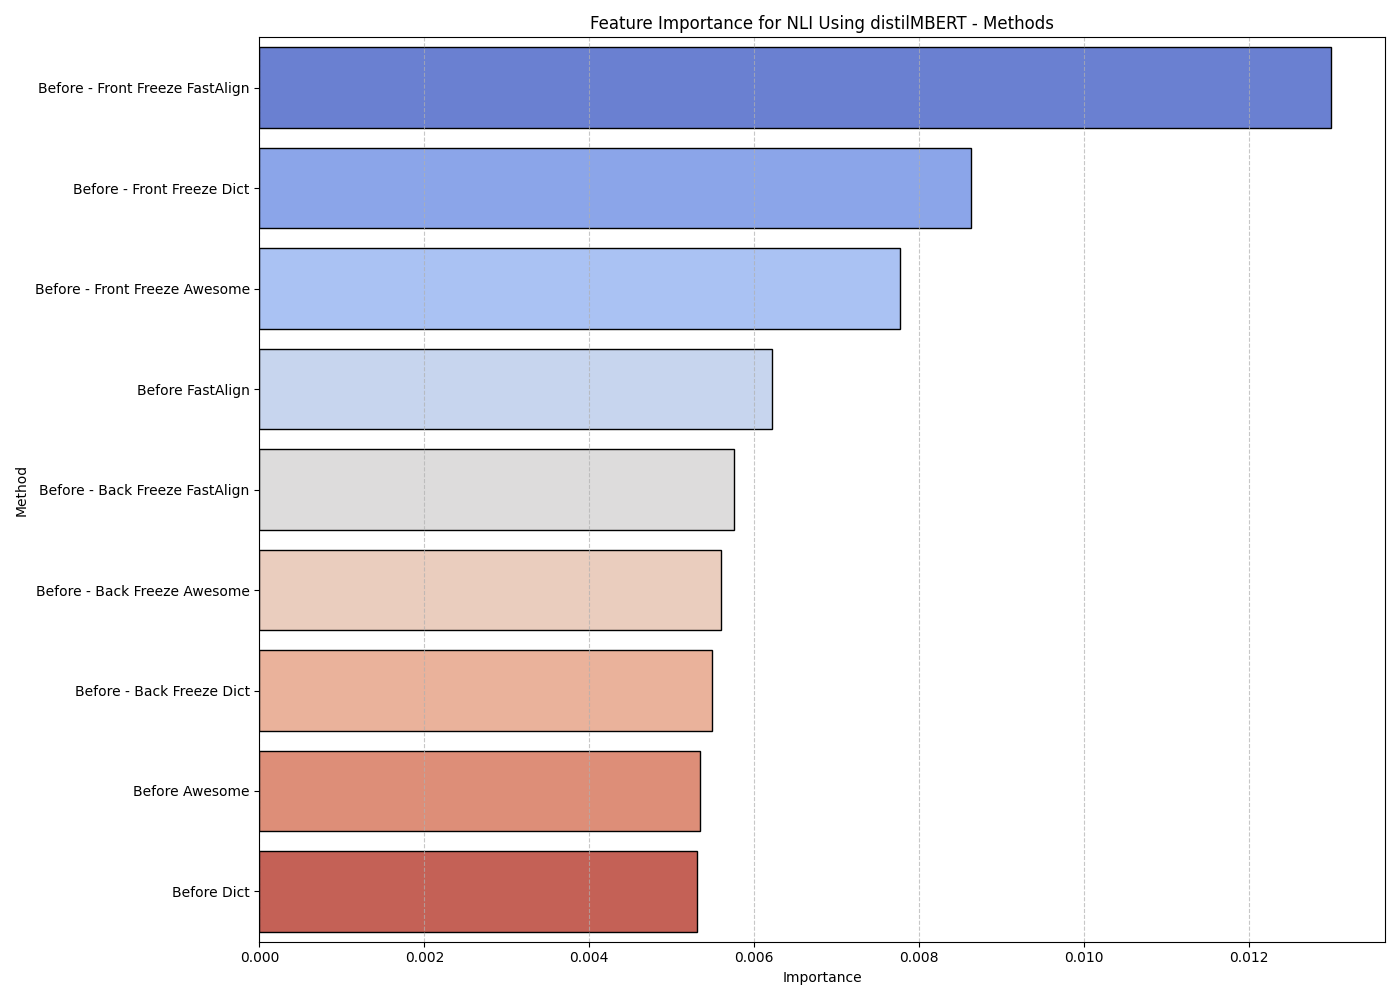 Feature Importance for NLI Using distilMBERT - Methods
Before - Front Freeze FastAlign
Before - Front Freeze Dict
Before - Front Freeze Awesome
Before FastAlign
Before - Back Freeze FastAlign
Before - Back Freeze Awesome
Before - Back Freeze Dict
Before Awesome
Before Dict
Method
0.000 0.002 0.004 0.006 0.008 0.010 0.012
Importance